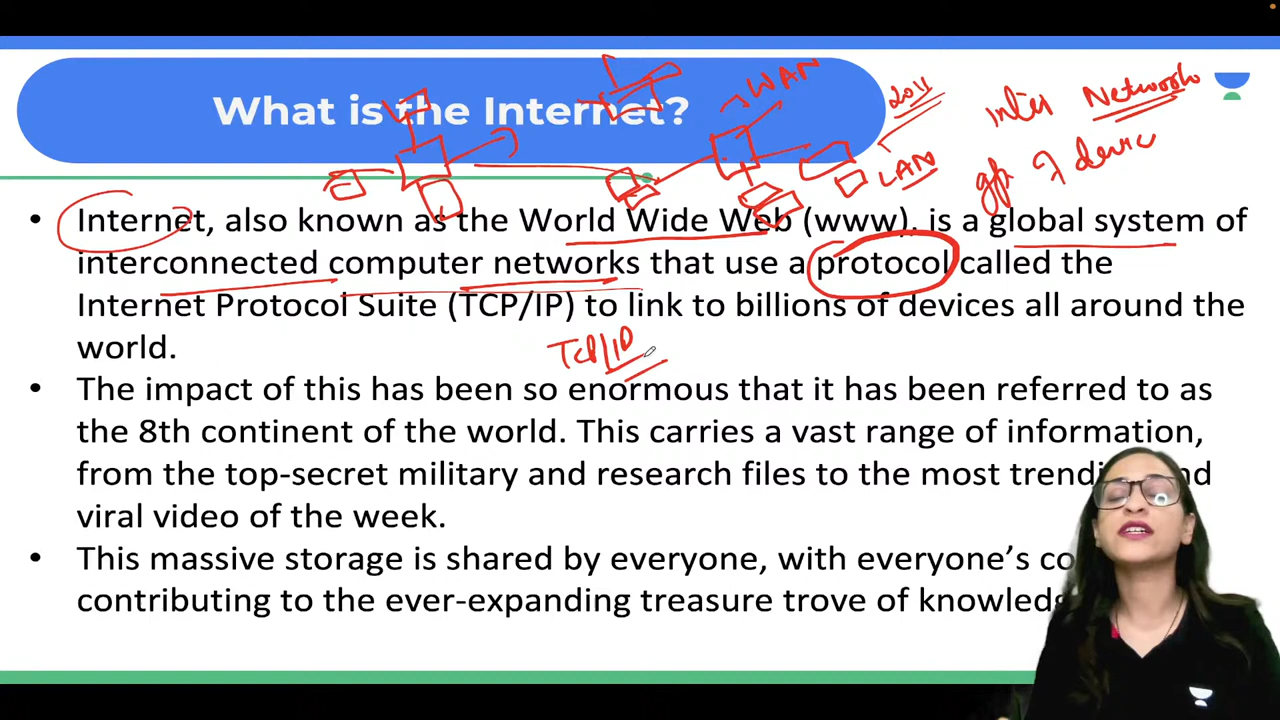 What is the Internet?
WAN
2011
LAN
Inter Network
gp of device
• Internet, also known as the World Wide Web (www), is a global system of
interconnected computer networks that use a protocol called the
Internet Protocol Suite (TCP/IP) to link to billions of devices all around the
world.
TCP/IP
• The impact of this has been so enormous that it has been referred to as
the 8th continent of the world. This carries a vast range of information,
from the top-secret military and research files to the most trending and
viral video of the week.
• This massive storage is shared by everyone, with everyone's
contributing to the ever-expanding treasure trove of